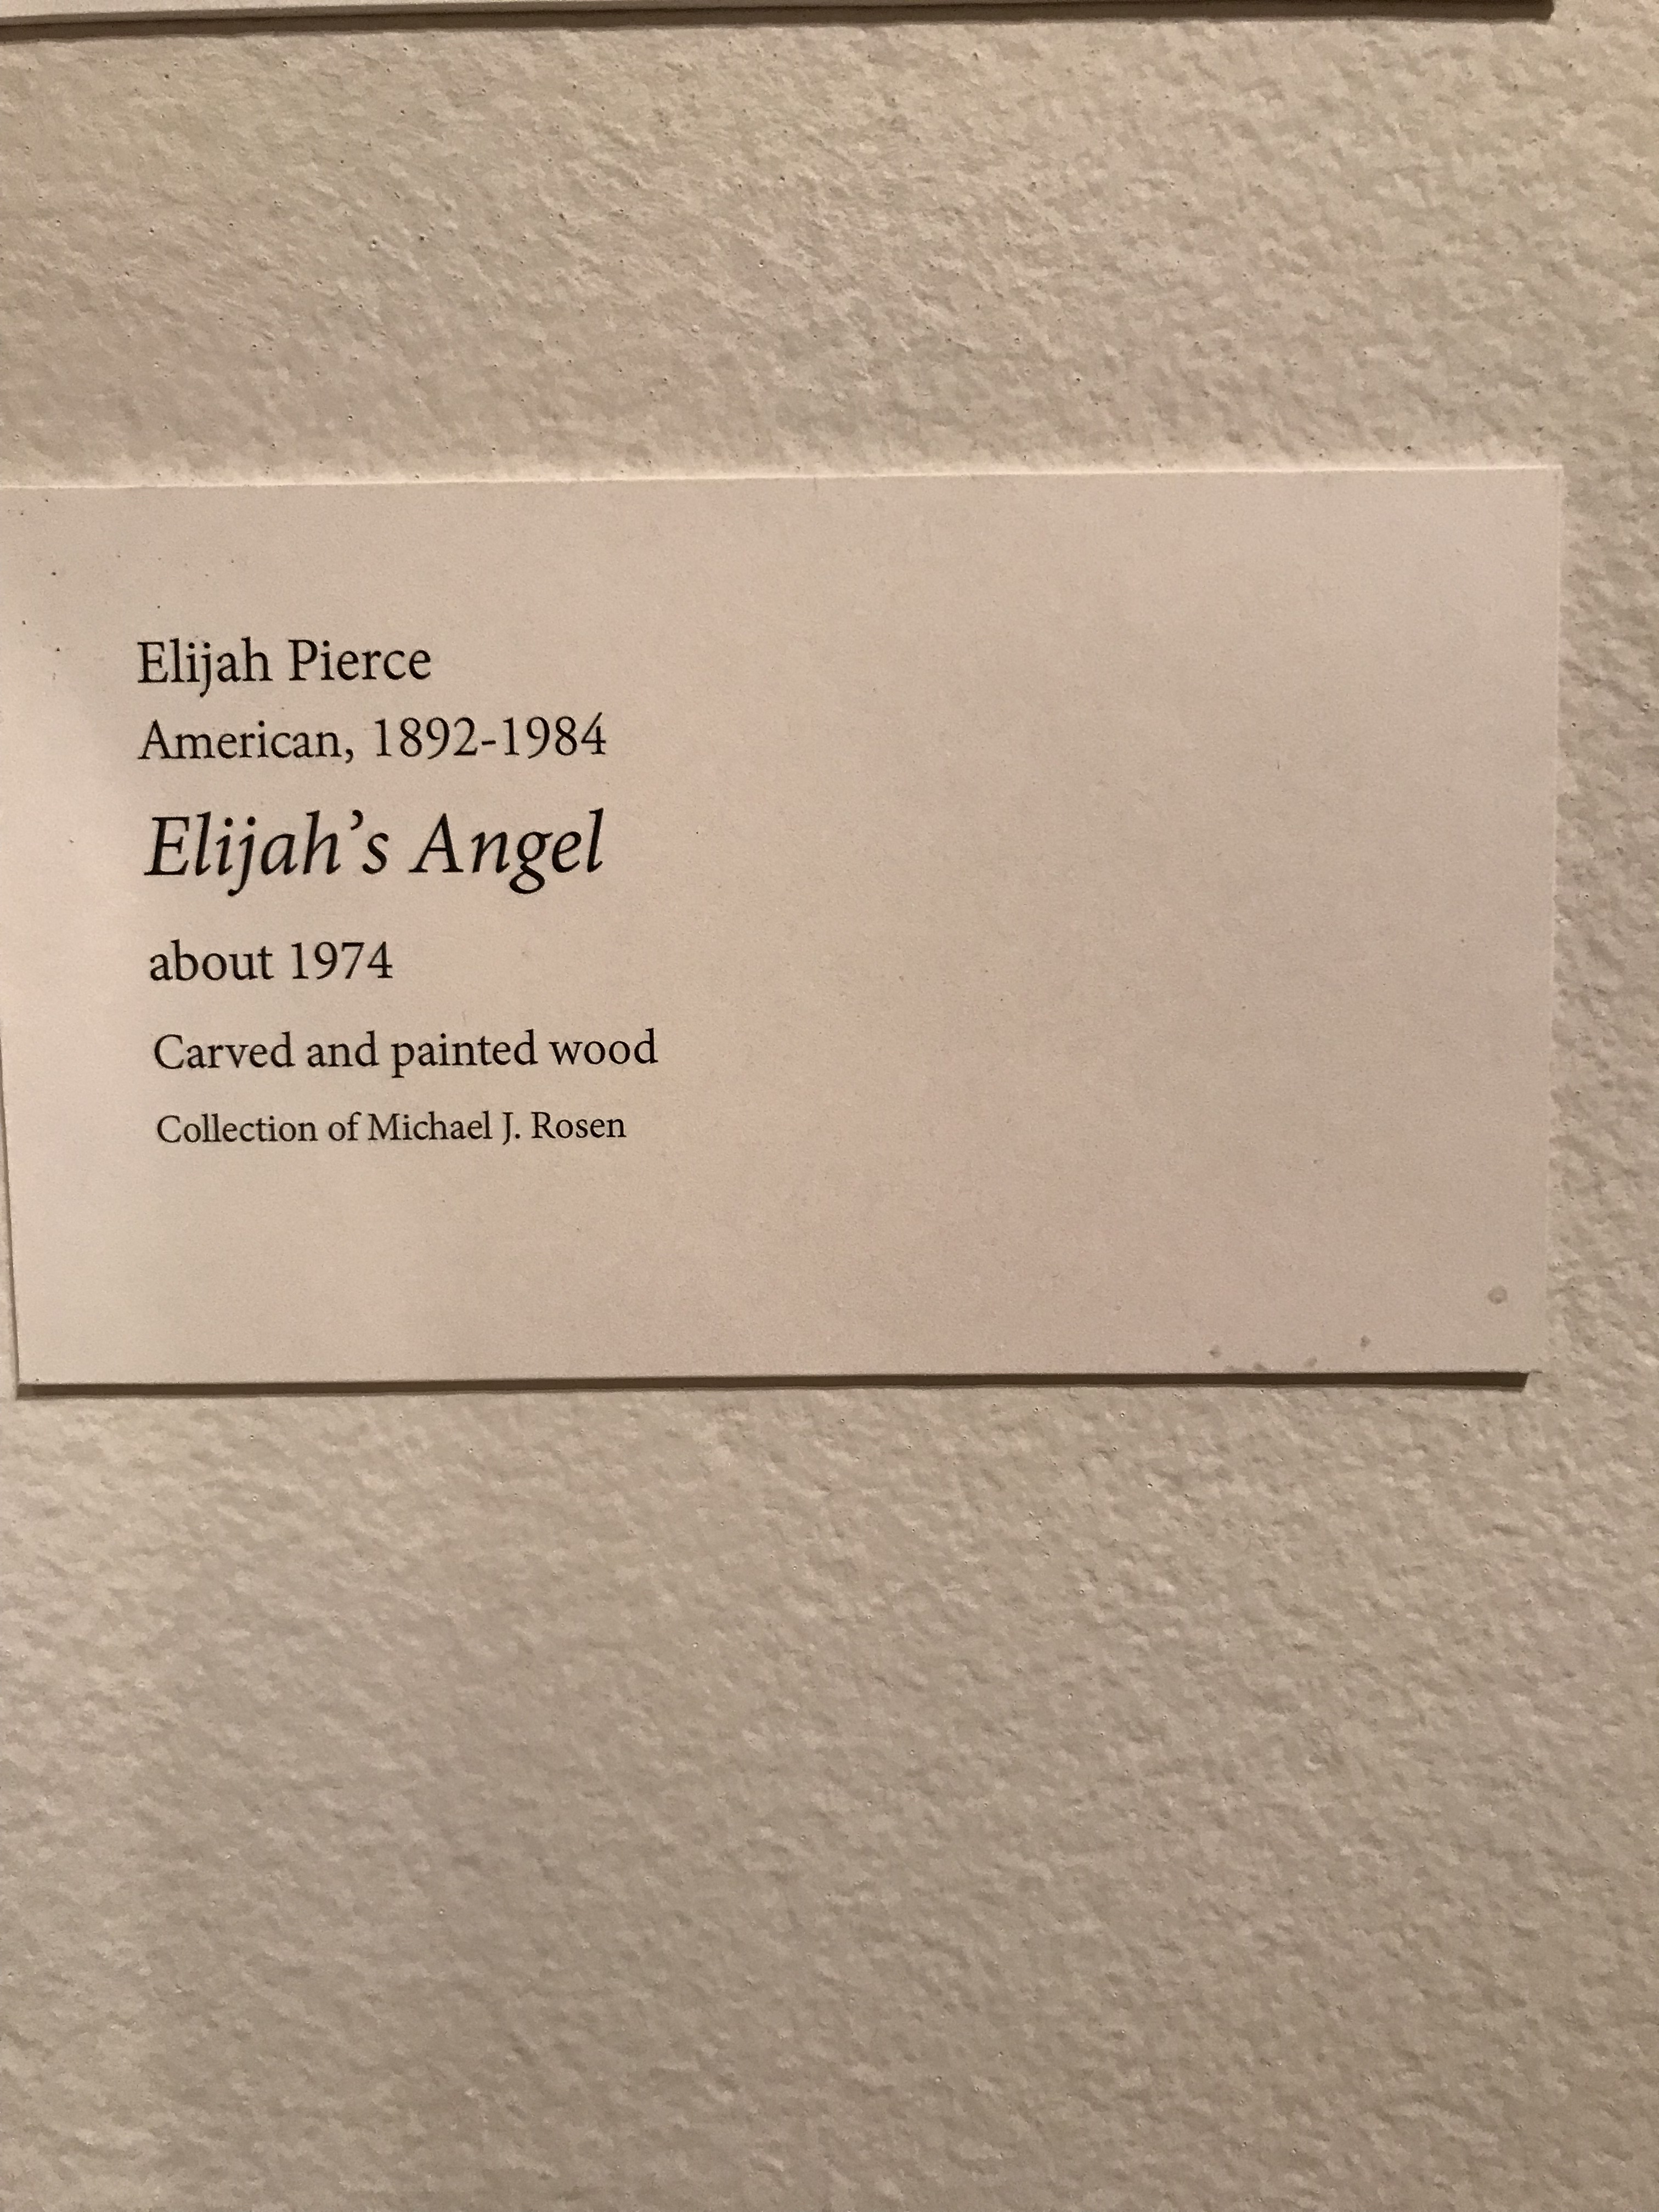 Elijah Pierce
American, 1892-1984
Elijah’s Angel
about 1974
Carved and painted wood
Collection of Michael J. Rosen